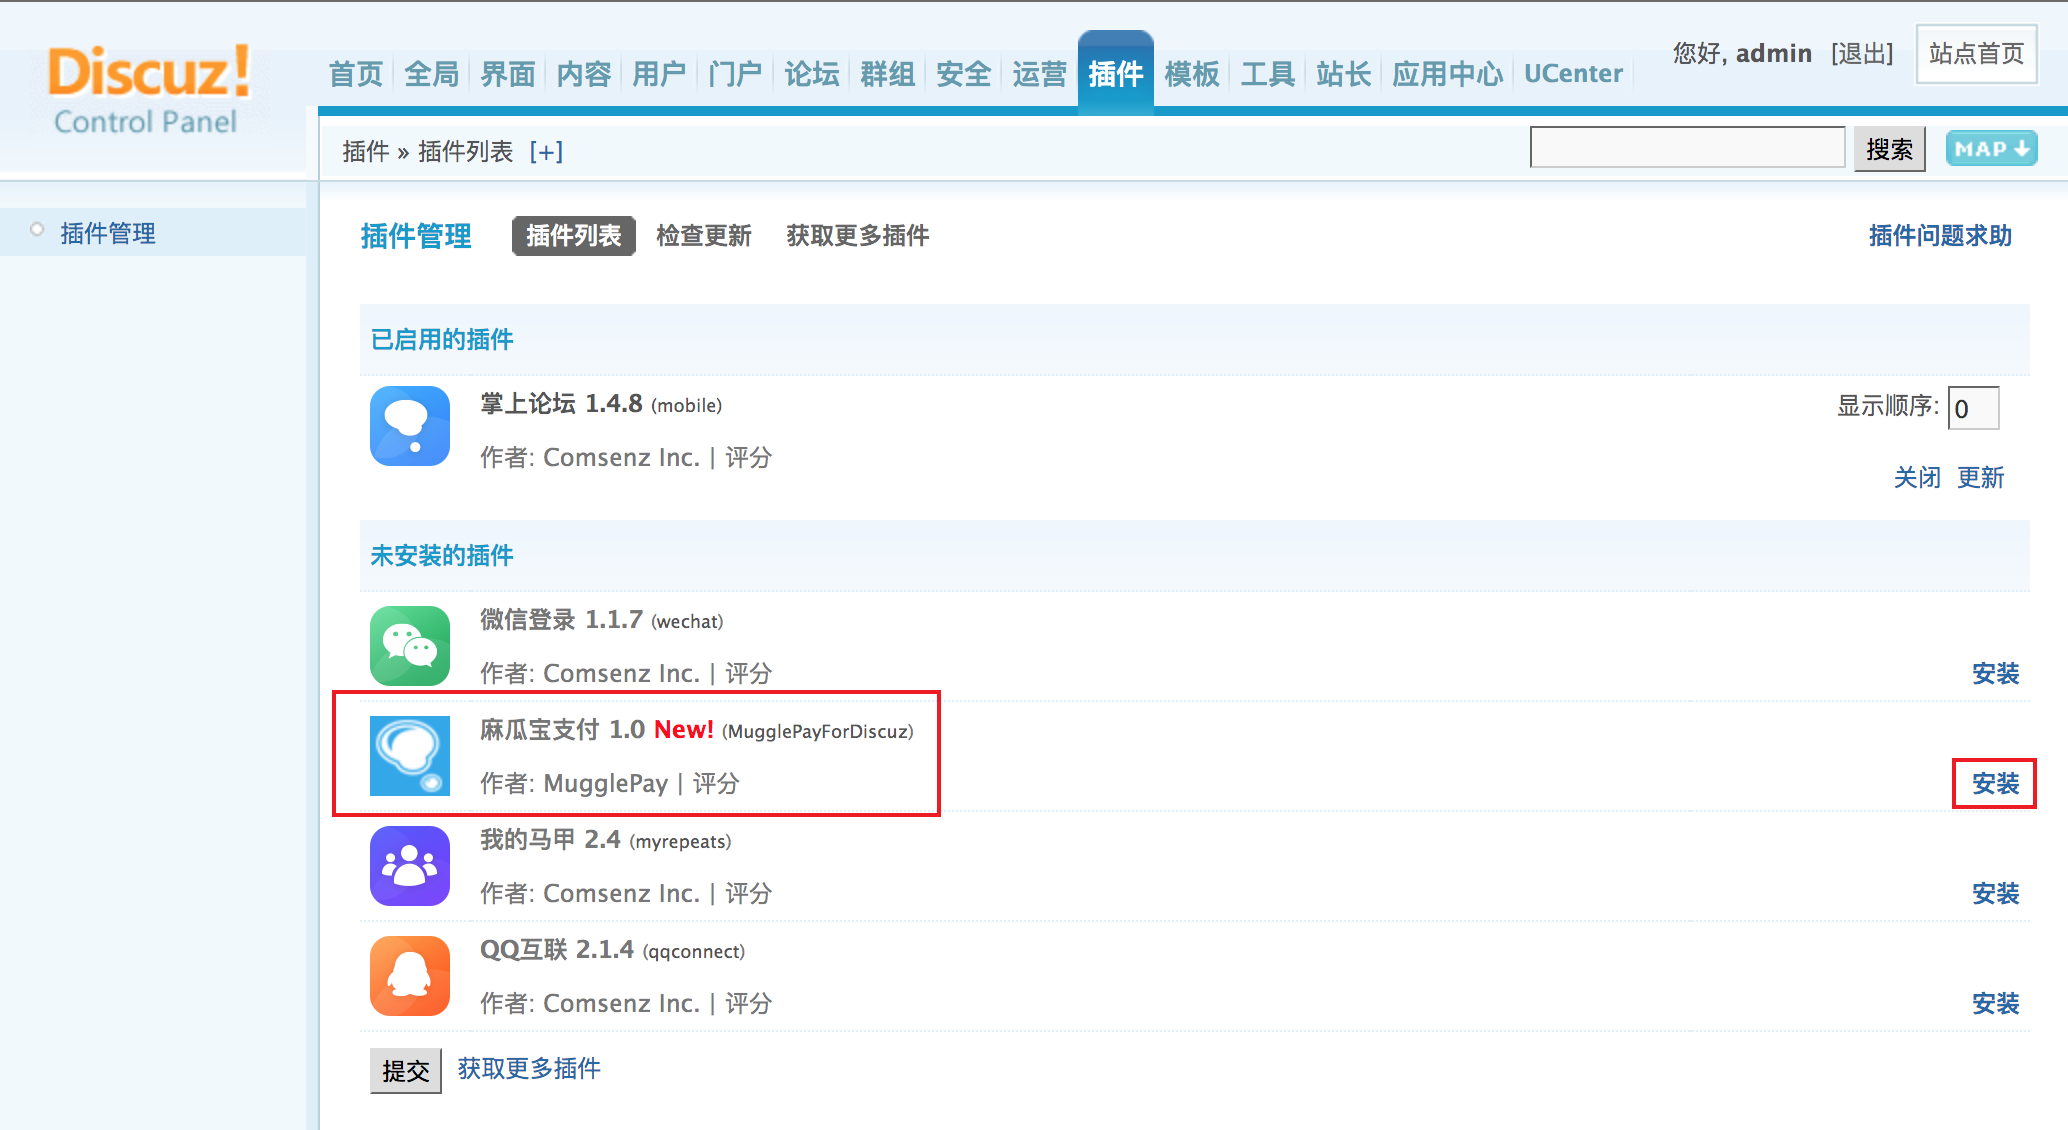 Discuz!
Control Panel
首页 全局 界面 内容 用户 门户 论坛 群组 安全 运营 插件 模板 工具 站长 应用中心 UCenter
您好, admin [退出] 站点首页
插件 » 插件列表 [+]
搜索 MAP
插件管理
插件管理 插件列表 检查更新 获取更多插件 插件问题求助
已启用的插件
掌上论坛 1.4.8 (mobile) 显示顺序: 0
作者: Comsenz Inc. | 评分
关闭 更新
未安装的插件
微信登录 1.1.7 (wechat)
作者: Comsenz Inc. | 评分 安装
麻瓜宝支付 1.0 New! (MugglePayForDiscuz)
作者: MugglePay | 评分 安装
我的马甲 2.4 (myrepeats)
作者: Comsenz Inc. | 评分 安装
QQ互联 2.1.4 (qqconnect)
作者: Comsenz Inc. | 评分 安装
提交 获取更多插件